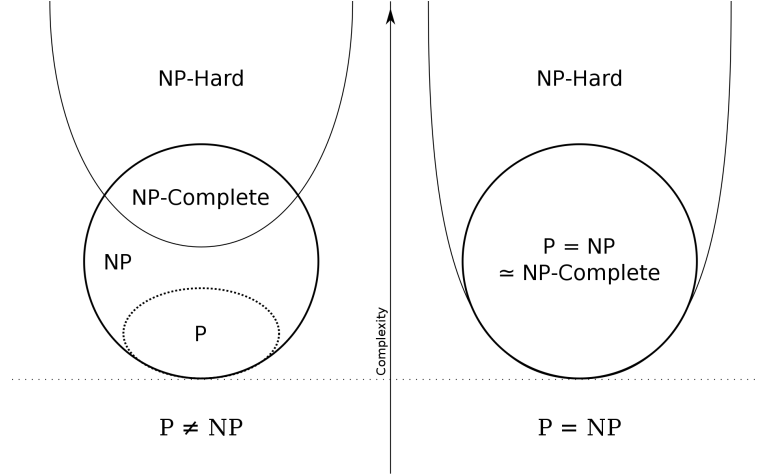 NP-Hard
NP-Complete
NP
P
P ≠ NP
Complexity
NP-Hard
P = NP
≃ NP-Complete
P = NP